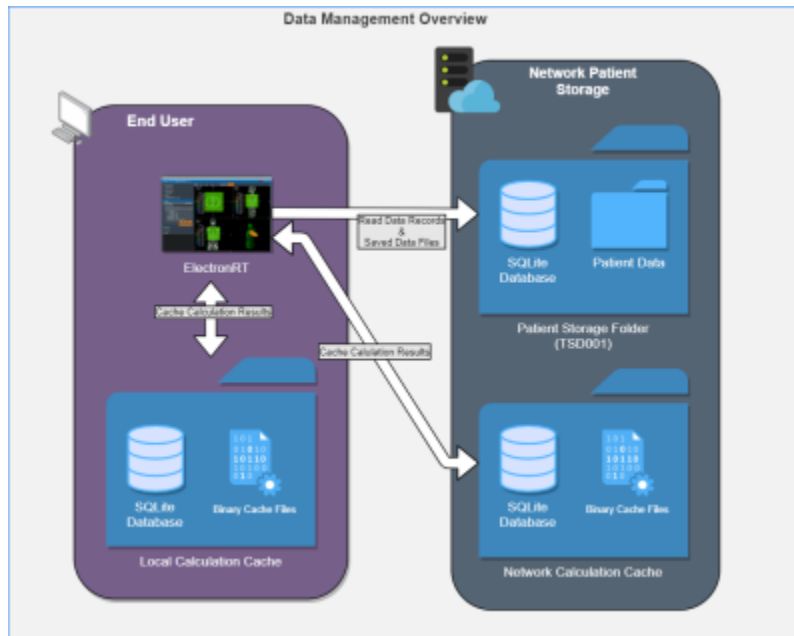 Data Management Overview
Network Patient
Storage
End User
Read Data Records
&
Saved Data Files
ElectronRT
SQLite
Database
Patient Data
Cache Calculation Results
Patient Storage Folder
(TSD001)
Cache Calulation Results
SQLite
Database
Binary Cache Files
Local Calculation Cache
SQLite
Database
Binary Cache Files
Network Calculation Cache